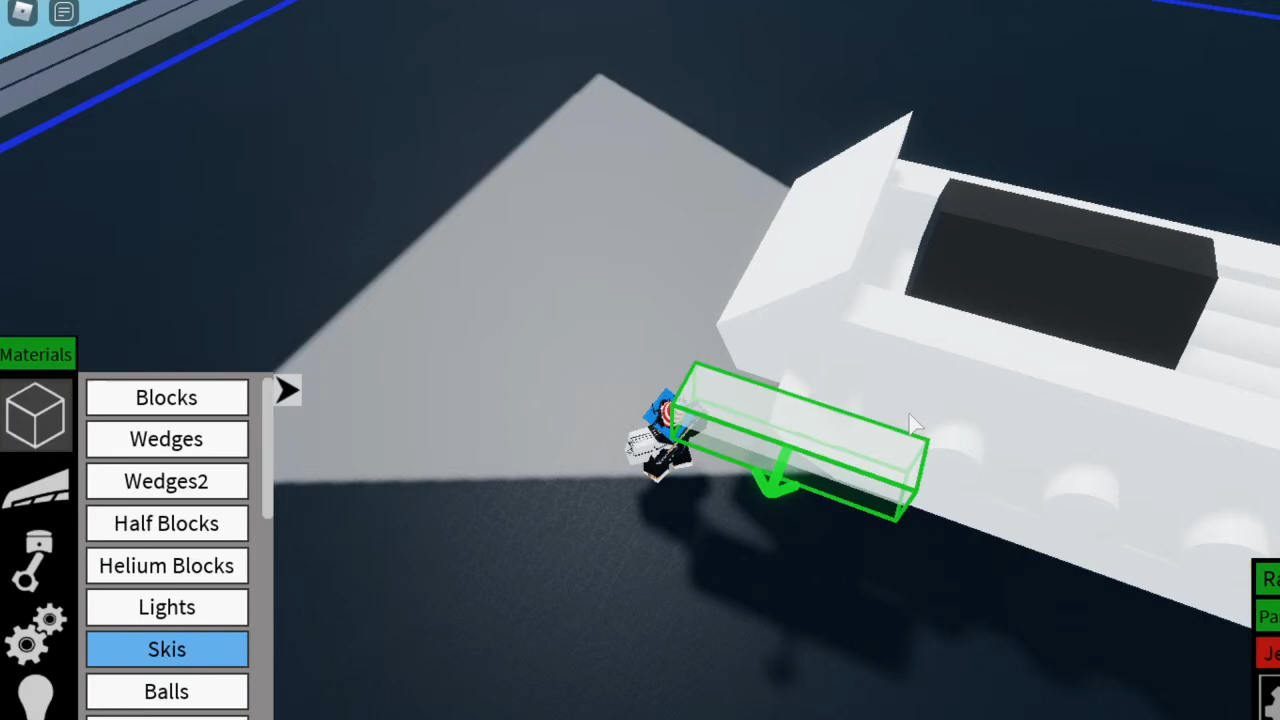 Materials
Blocks
Wedges
Wedges2
Half Blocks
Helium Blocks
Lights
Skis
Balls